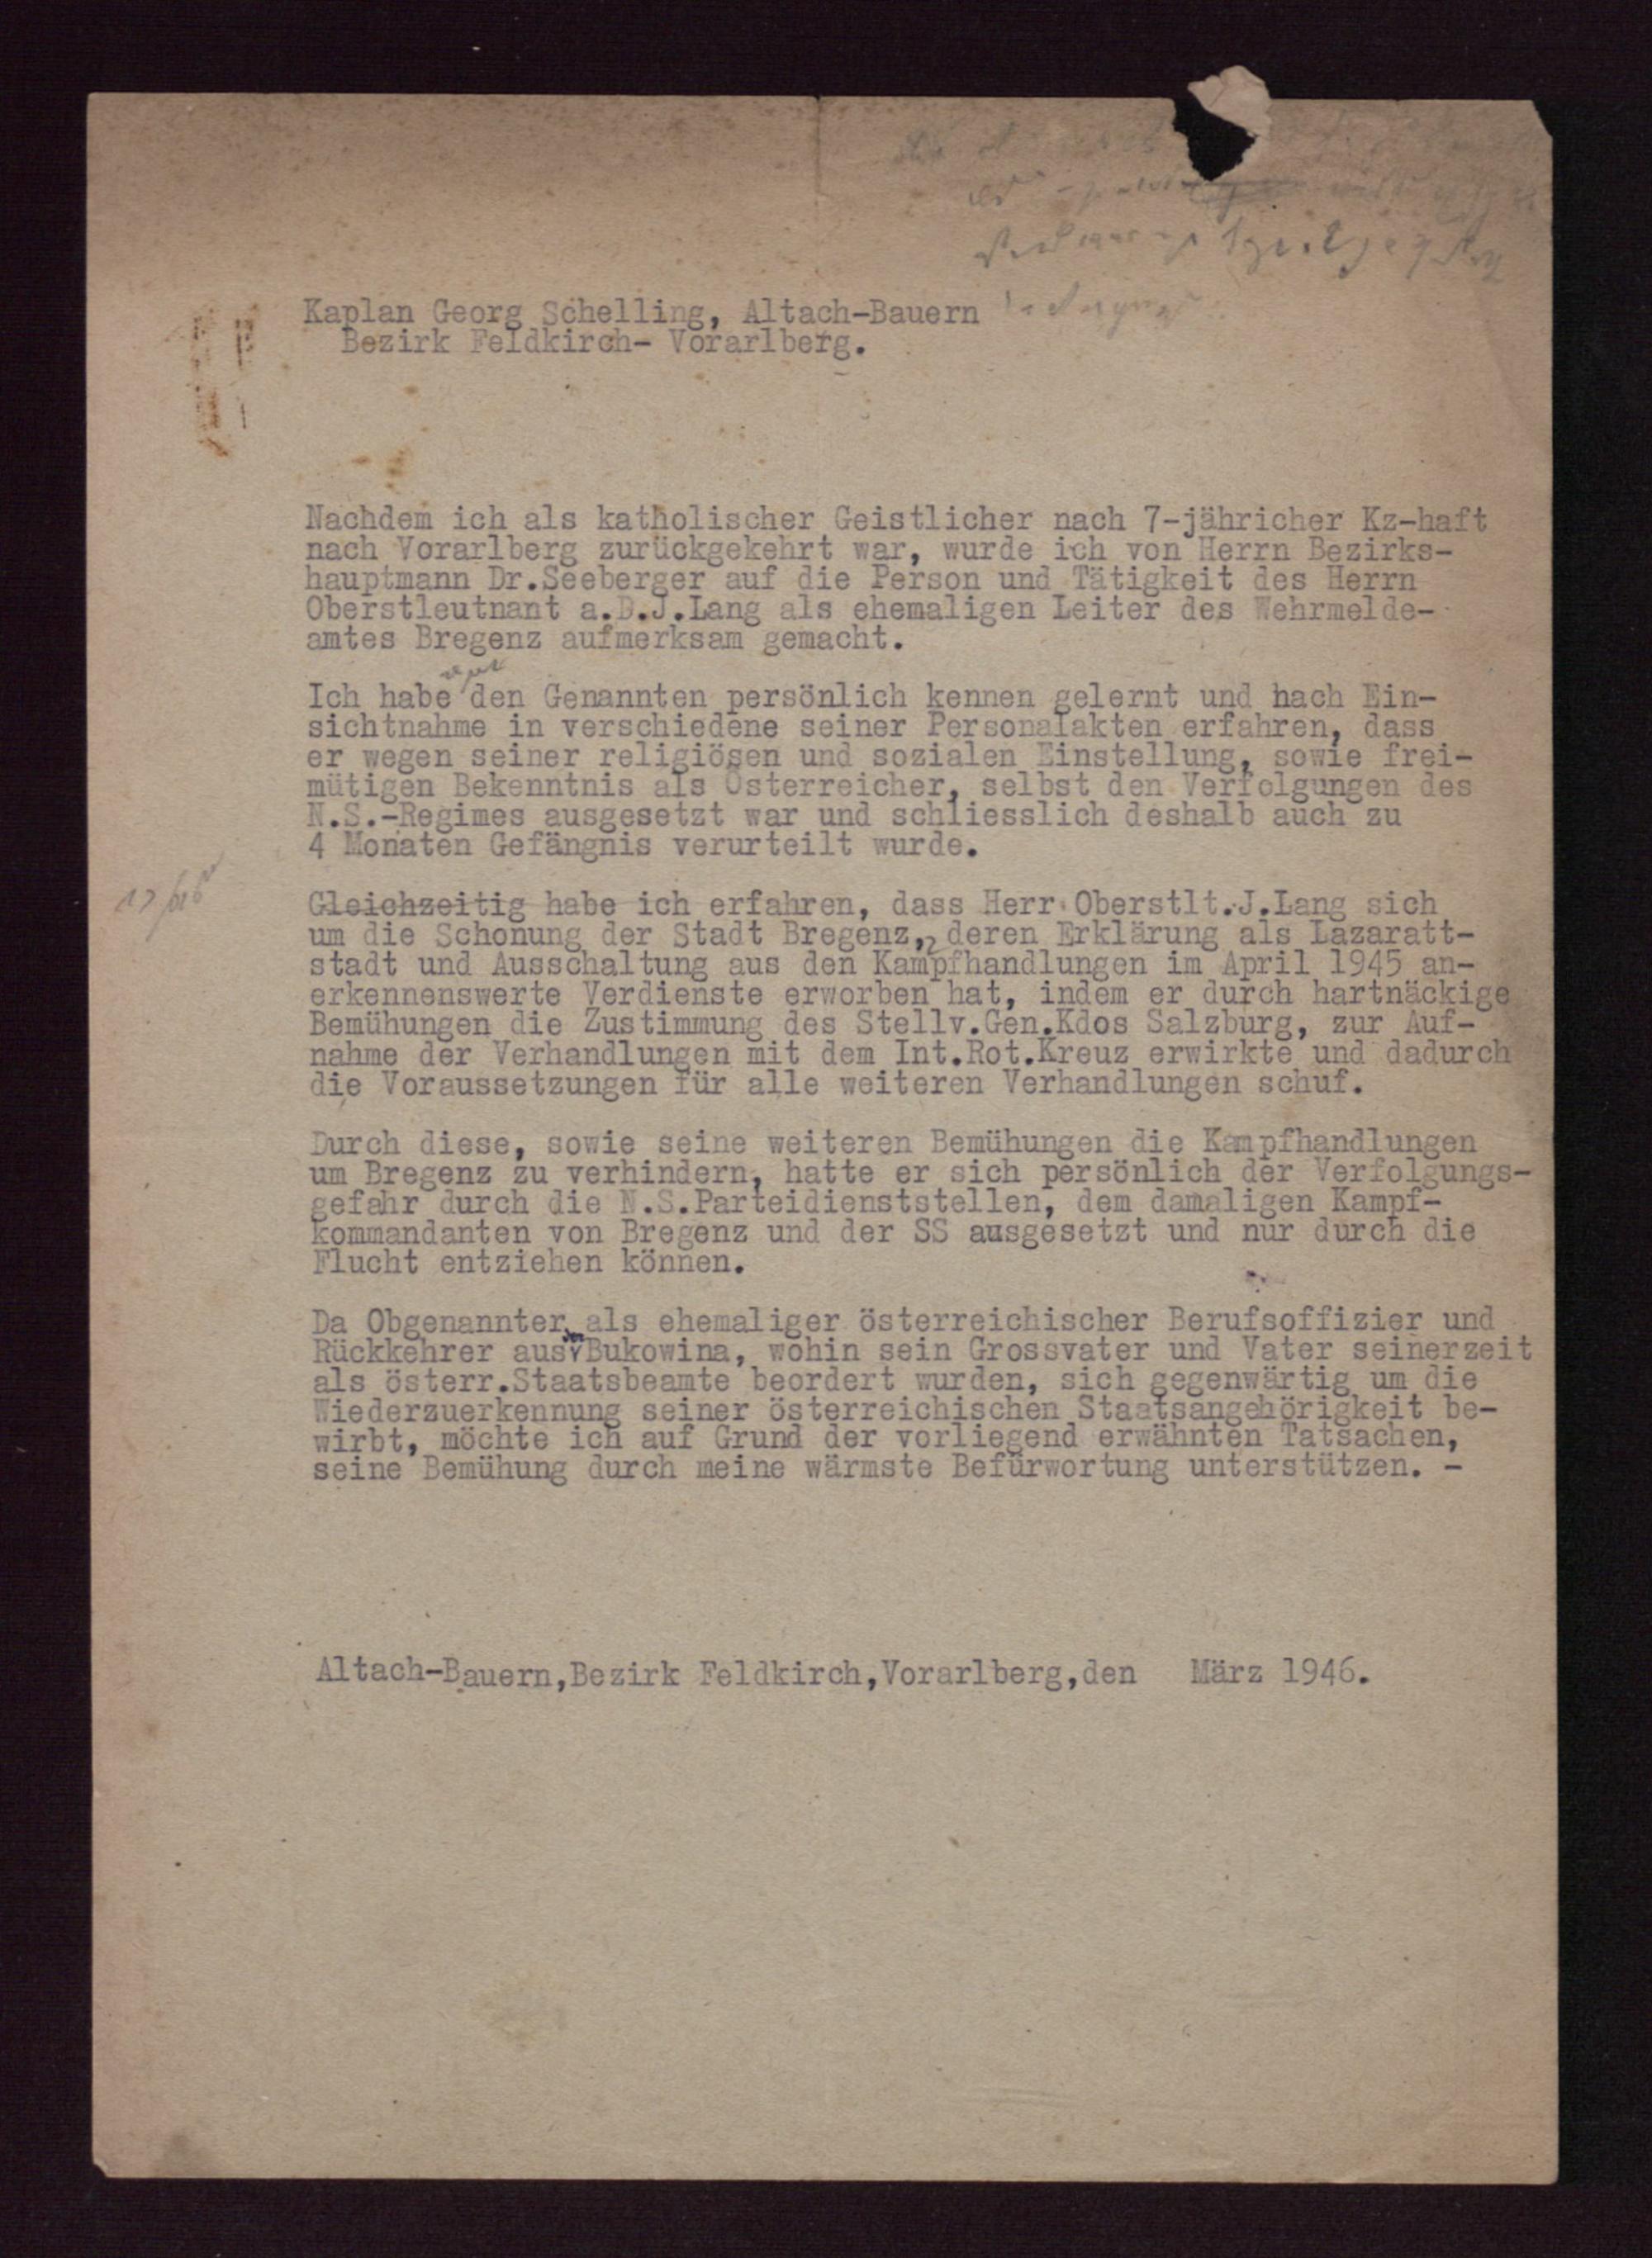 Kaplan Georg Schelling, Altach-Bauern
Bezirk Feldkirch- Vorarlberg.
Nachdem ich als katholischer Geistlicher nach 7-jähricher Kz-haft
nach Vorarlberg zurückgekehrt war, wurde ich von Herrn Bezirks-
hauptmann Dr.Seeberger auf die Person und Tätigkeit des Herrn
Oberstleutnant a.D.J.Lang als ehemaligen Leiter des Wehrmelde-
amtes Bregenz aufmerksam gemacht.
Ich habe den Genannten persönlich kennen gelernt und nach Ein-
sichtnahme in verschiedene seiner Personalakten erfahren, dass
er wegen seiner religiösen und sozialen Einstellung, sowie frei-
mütigen Bekenntnis als Österreicher, selbst den Verfolgungen des
N.S.-Regimes ausgesetzt war und schliesslich deshalb auch zu
4 Monaten Gefängnis verurteilt wurde.
Gleichzeitig habe ich erfahren, dass Herr Oberstlt.J.Lang sich
um die Schonung der Stadt Bregenz, deren Erklärung als Lazaratt-
stadt und Ausschaltung aus den Kampfhandlungen im April 1945 an-
erkennenswerte Verdienste erworben hat, indem er durch hartnäckige
Bemühungen die Zustimmung des Stellv.Gen.Kdos Salzburg, zur Auf-
nahme der Verhandlungen mit dem Int.Rot.Kreuz erwirkte und dadurch
die Voraussetzungen für alle weiteren Verhandlungen schuf.
Durch diese, sowie seine weiteren Bemühungen die Kampfhandlungen
um Bregenz zu verhindern, hatte er sich persönlich der Verfolgungs-
gefahr durch die N.S.Parteidienststellen, dem damaligen Kampf-
kommandanten von Bregenz und der SS ausgesetzt und nur durch die
Flucht entziehen können.
Da Obgenannter als ehemaliger österreichischer Berufsoffizier und
Rückkehrer aus der Bukowina, wohin sein Grossvater und Vater seinerzeit
als österr.Staatsbeamte beordert wurden, sich gegenwärtig um die
Wiederzuerkennung seiner österreichischen Staatsangehörigkeit be-
wirbt, möchte ich auf Grund der vorliegend erwähnten Tatsachen,
seine Bemühung durch meine wärmste Befürwortung unterstützen. -
Altach-Bauern,Bezirk Feldkirch,Vorarlberg,den März 1946.